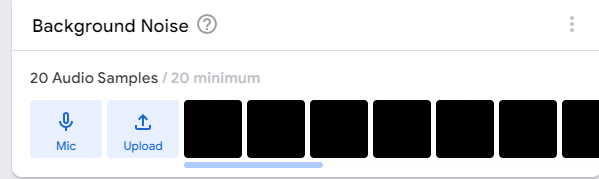 Background Noise
20 Audio Samples / 20 minimum
Mic
Upload